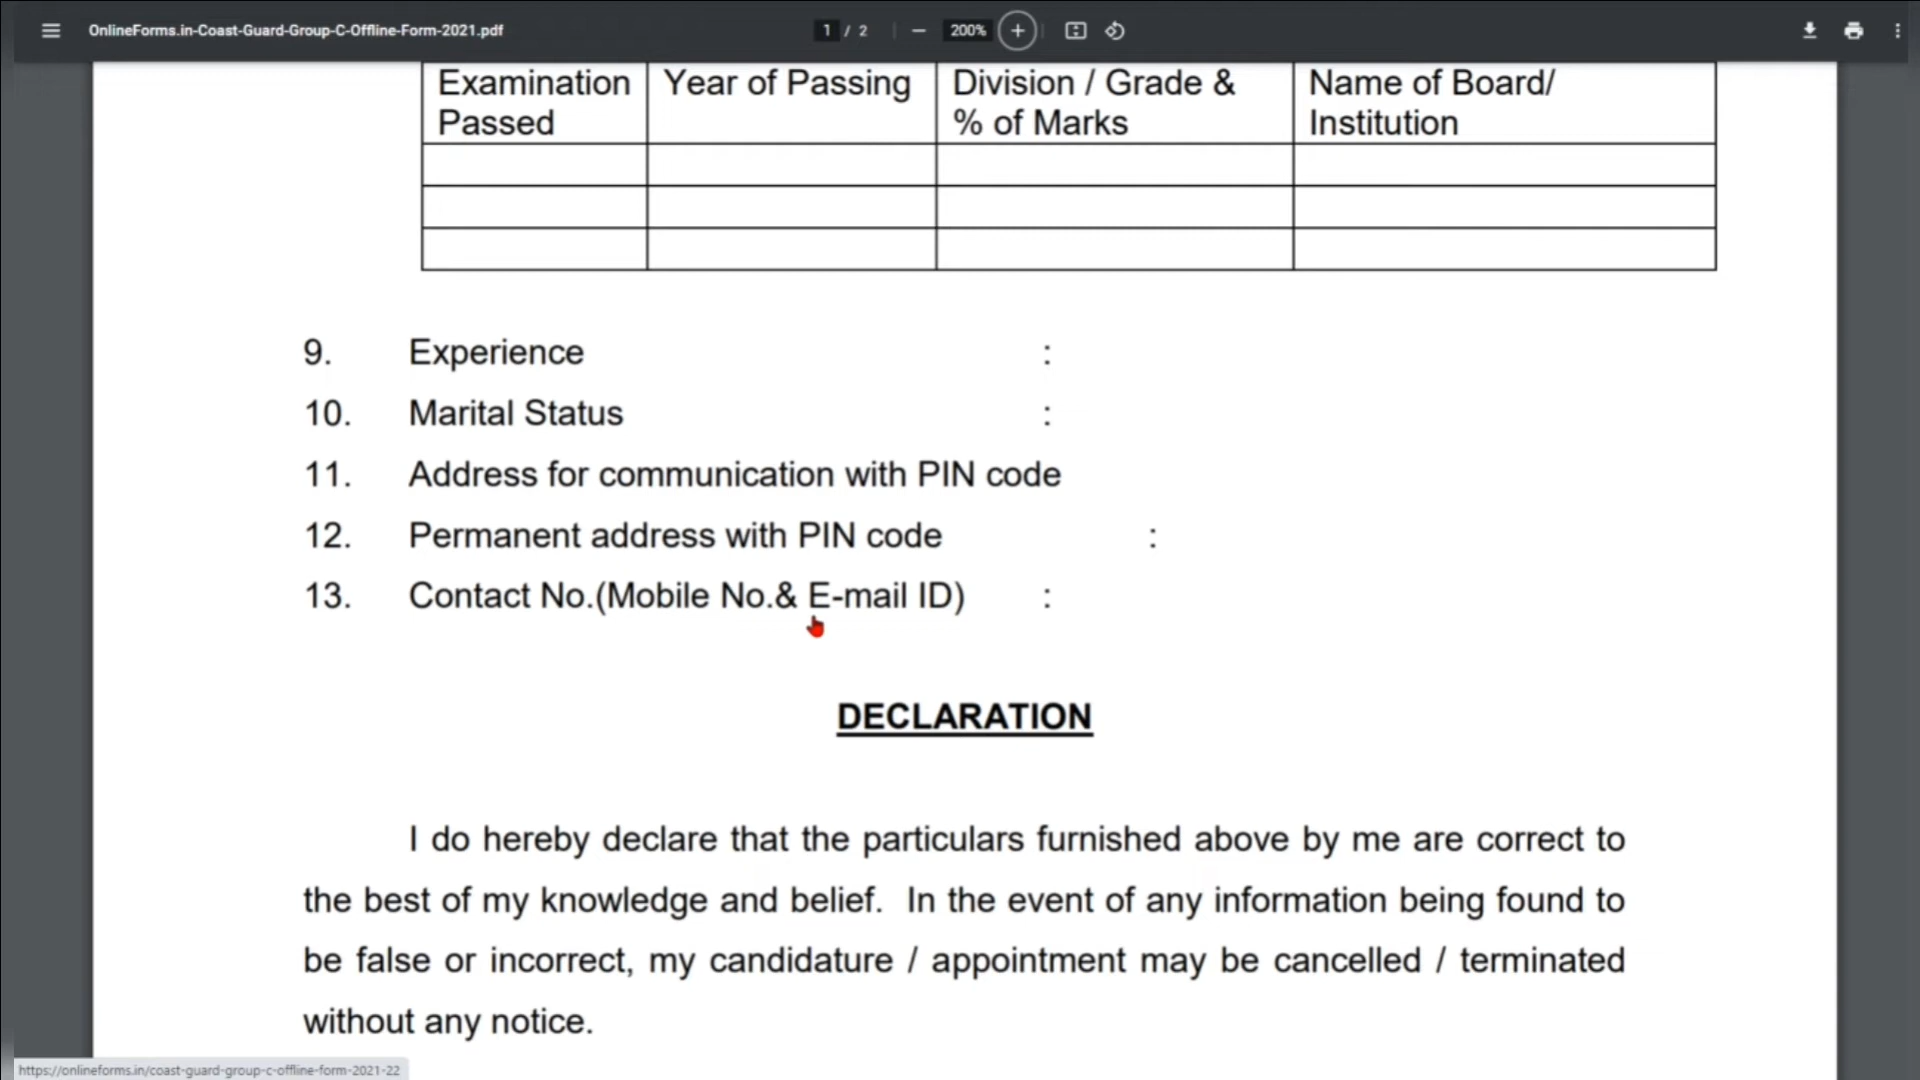 OnlineForms.in-Coast-Guard-Group-C-Offline-Form-2021.pdf 1 / 2 200%
Examination Passed Year of Passing Division / Grade & % of Marks Name of Board/ Institution
9. Experience :
10. Marital Status :
11. Address for communication with PIN code
12. Permanent address with PIN code :
13. Contact No.(Mobile No.& E-mail ID) :
DECLARATION
I do hereby declare that the particulars furnished above by me are correct to
the best of my knowledge and belief. In the event of any information being found to
be false or incorrect, my candidature / appointment may be cancelled / terminated
without any notice.
https://onlineforms.in/coast-guard-group-c-offline-form-2021-22